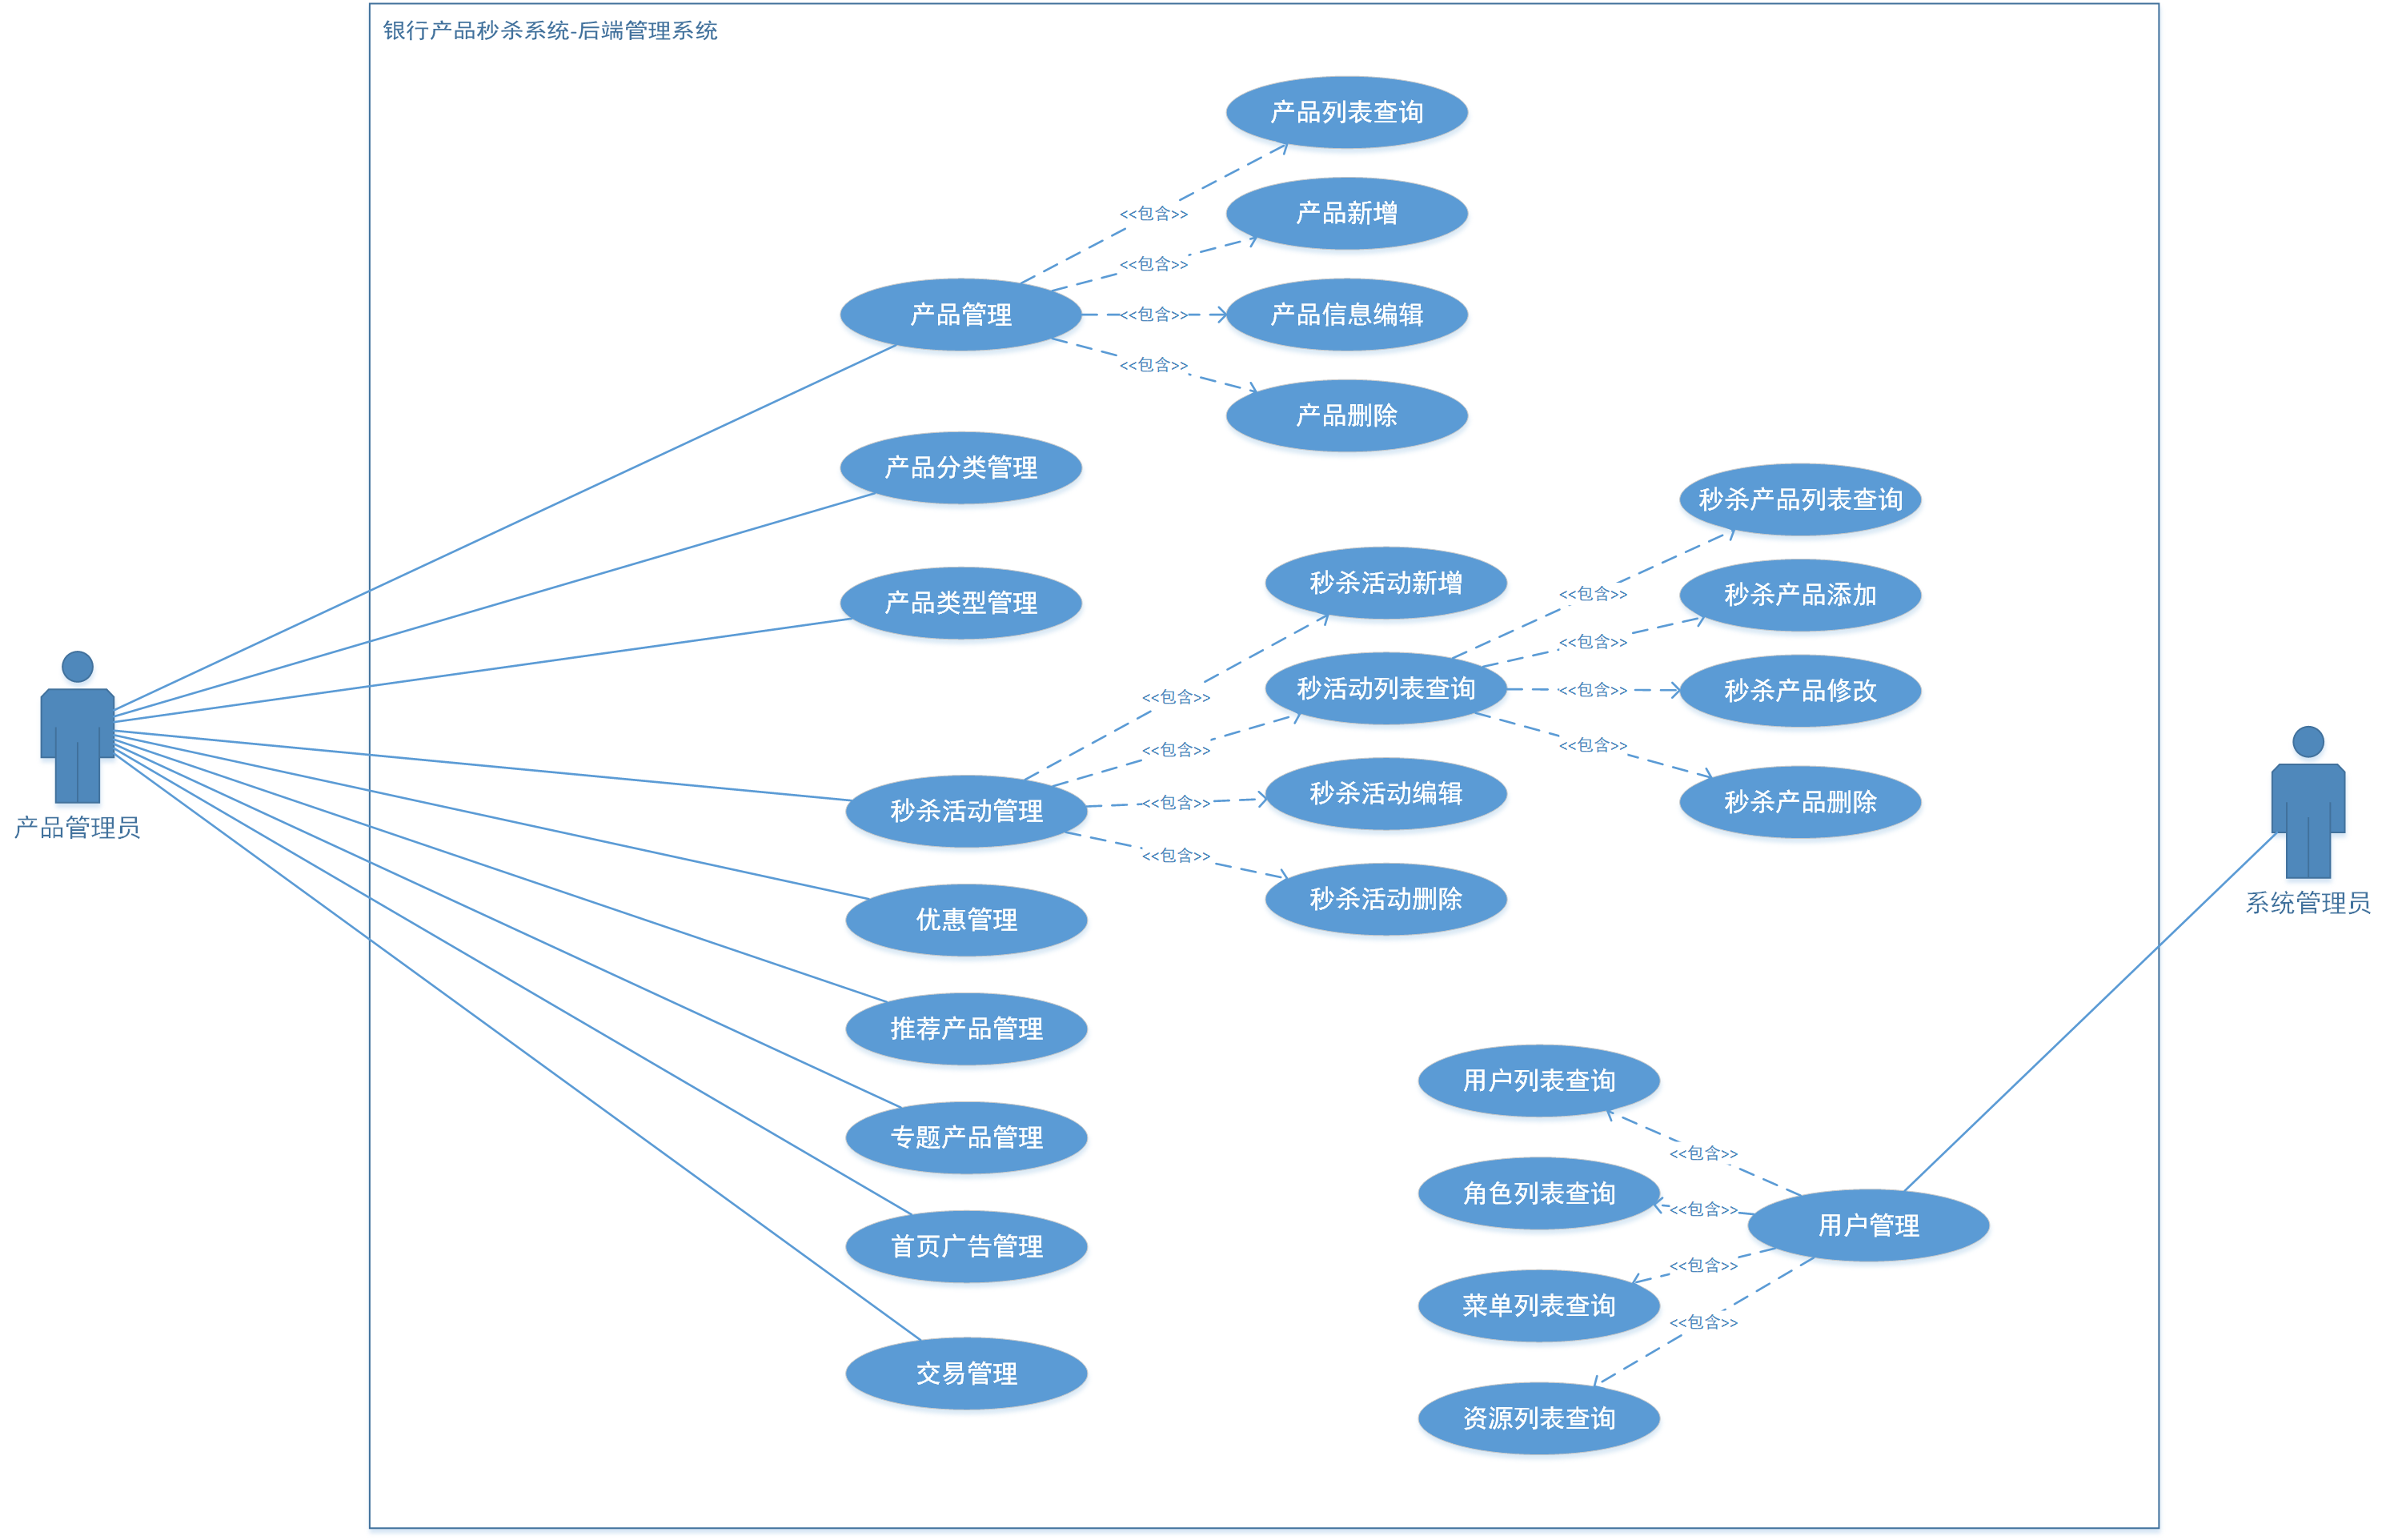 银行产品秒杀系统-后端管理系统
产品列表查询
<<包含>>
产品新增
<<包含>>
产品管理
<<包含>>
产品信息编辑
<<包含>>
产品删除
产品分类管理
秒杀产品列表查询
秒杀活动新增
<<包含>>
秒杀产品添加
产品类型管理
<<包含>>
<<包含>>
秒活动列表查询
<<包含>>
秒杀产品修改
<<包含>>
<<包含>>
秒杀活动管理
<<包含>>
秒杀活动编辑
秒杀产品删除
产品管理员
<<包含>>
秒杀活动删除
系统管理员
优惠管理
推荐产品管理
用户列表查询
专题产品管理
<<包含>>
角色列表查询
<<包含>>
用户管理
首页广告管理
<<包含>>
菜单列表查询
<<包含>>
交易管理
资源列表查询